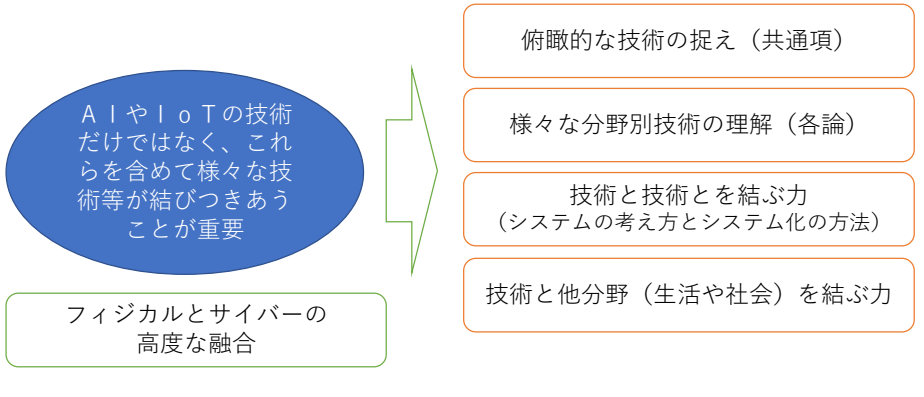 ＡＩやＩｏＴの技術
だけではなく、これ
らを含めて様々な技
術等が結びつきあう
ことが重要
フィジカルとサイバーの
高度な融合
俯瞰的な技術の捉え（共通項）
様々な分野別技術の理解（各論）
技術と技術とを結ぶ力
（システムの考え方とシステム化の方法）
技術と他分野（生活や社会）を結ぶ力